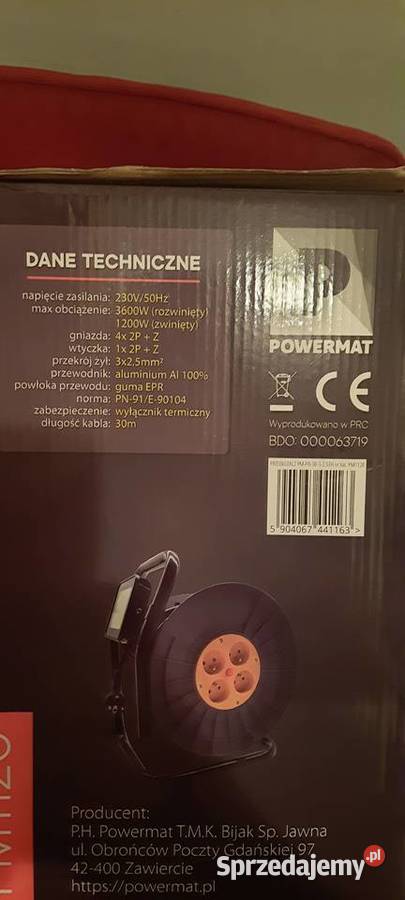 DANE TECHNICZNE
napięcie zasilania: 230V/50Hz
max obciążenie: 3600W (rozwinięty)
1200W (zwinięty)
gniazda: 4x 2P + Z
wtyczka: 1x 2P + Z
przekrój żył: 3x2,5mm²
przewodnik: aluminium Al 100%
powłoka przewodu: guma EPR
norma: PN-91/E-90104
zabezpieczenie: wyłącznik termiczny
długość kabla: 30m
POWERMAT
CE
Wyprodukowano w PRC
BDO: 000063719
5 904067 441163 >
Producent:
P.H. Powermat T.M.K. Bijak Sp. Jawna
ul. Obrońców Poczty Gdańskiej 97
42-400 Zawiercie
https://powermat.pl
Sprzedajemy.pl